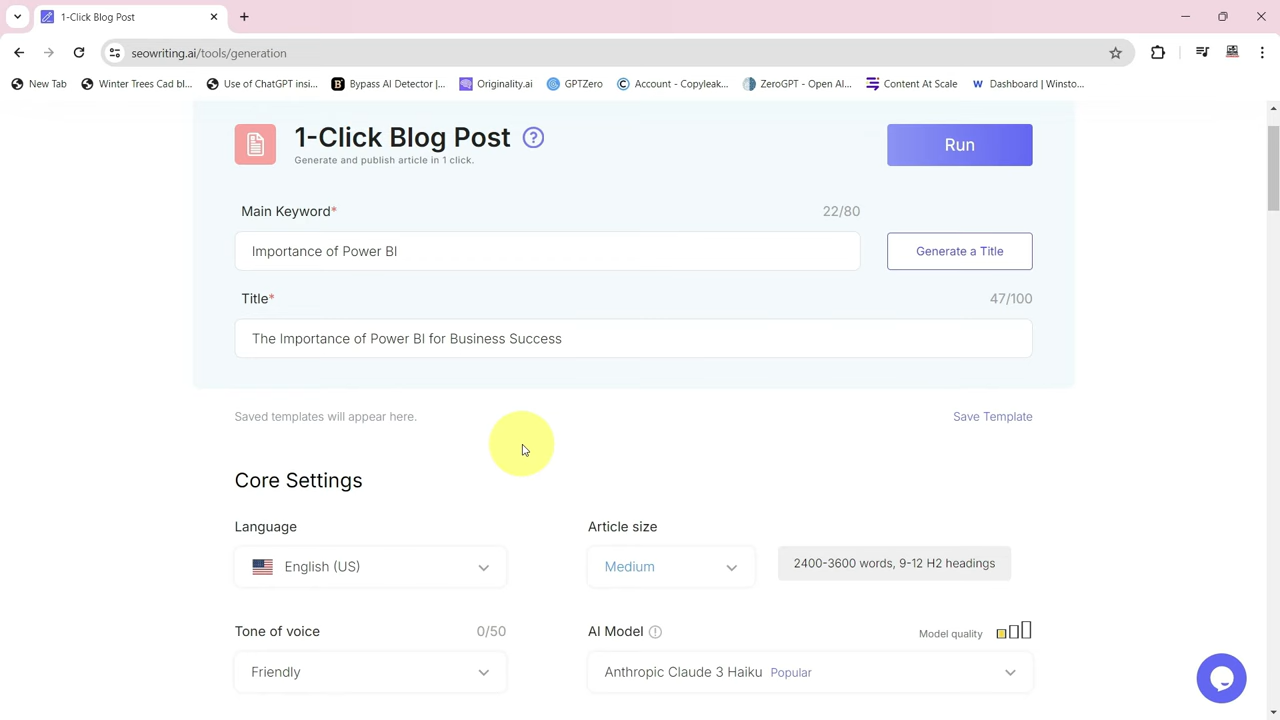 1-Click Blog Post
seowriting.ai/tools/generation
New Tab Winter Trees Cad bl... Use of ChatGPT insi... Bypass AI Detector |... Originality.ai GPTZero Account - Copyleak... ZeroGPT - Open AI... Content At Scale Dashboard | Winsto...
1-Click Blog Post ?
Generate and publish article in 1 click.
Run
Main Keyword* 22/80
Importance of Power BI
Generate a Title
Title* 47/100
The Importance of Power BI for Business Success
Saved templates will appear here. Save Template
Core Settings
Language Article size
English (US) Medium 2400-3600 words, 9-12 H2 headings
Tone of voice 0/50 AI Model Model quality
Friendly Anthropic Claude 3 Haiku Popular